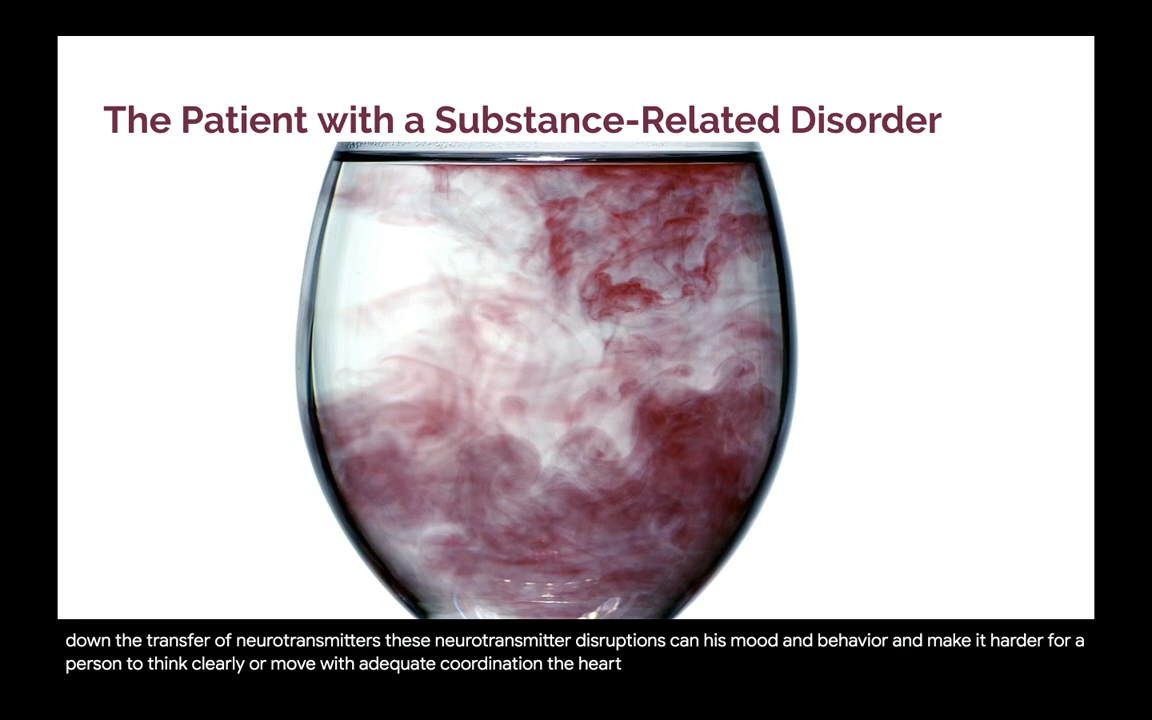 The Patient with a Substance-Related Disorder
down the transfer of neurotransmitters these neurotransmitter disruptions can his mood and behavior and make it harder for a
person to think clearly or move with adequate coordination the heart